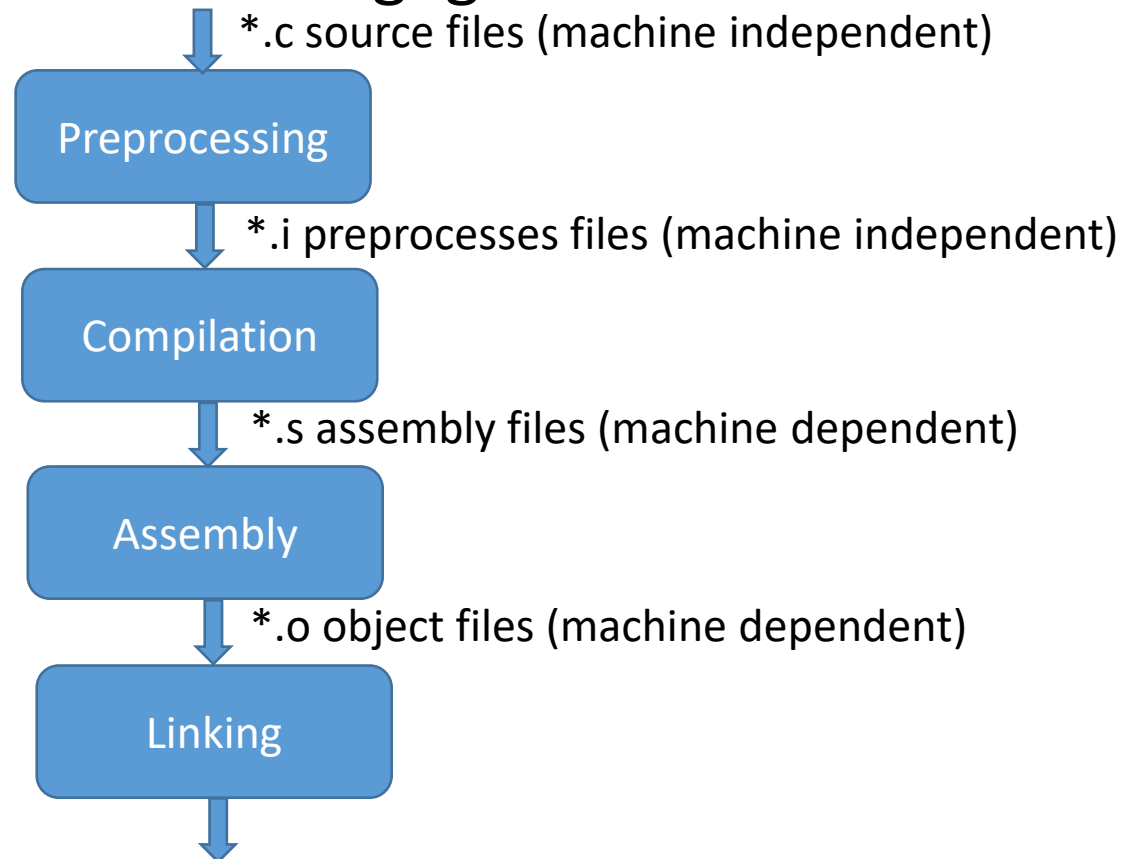 *.c source files (machine independent)
Preprocessing
*.i preprocesses files (machine independent)
Compilation
*.s assembly files (machine dependent)
Assembly
*.o object files (machine dependent)
Linking